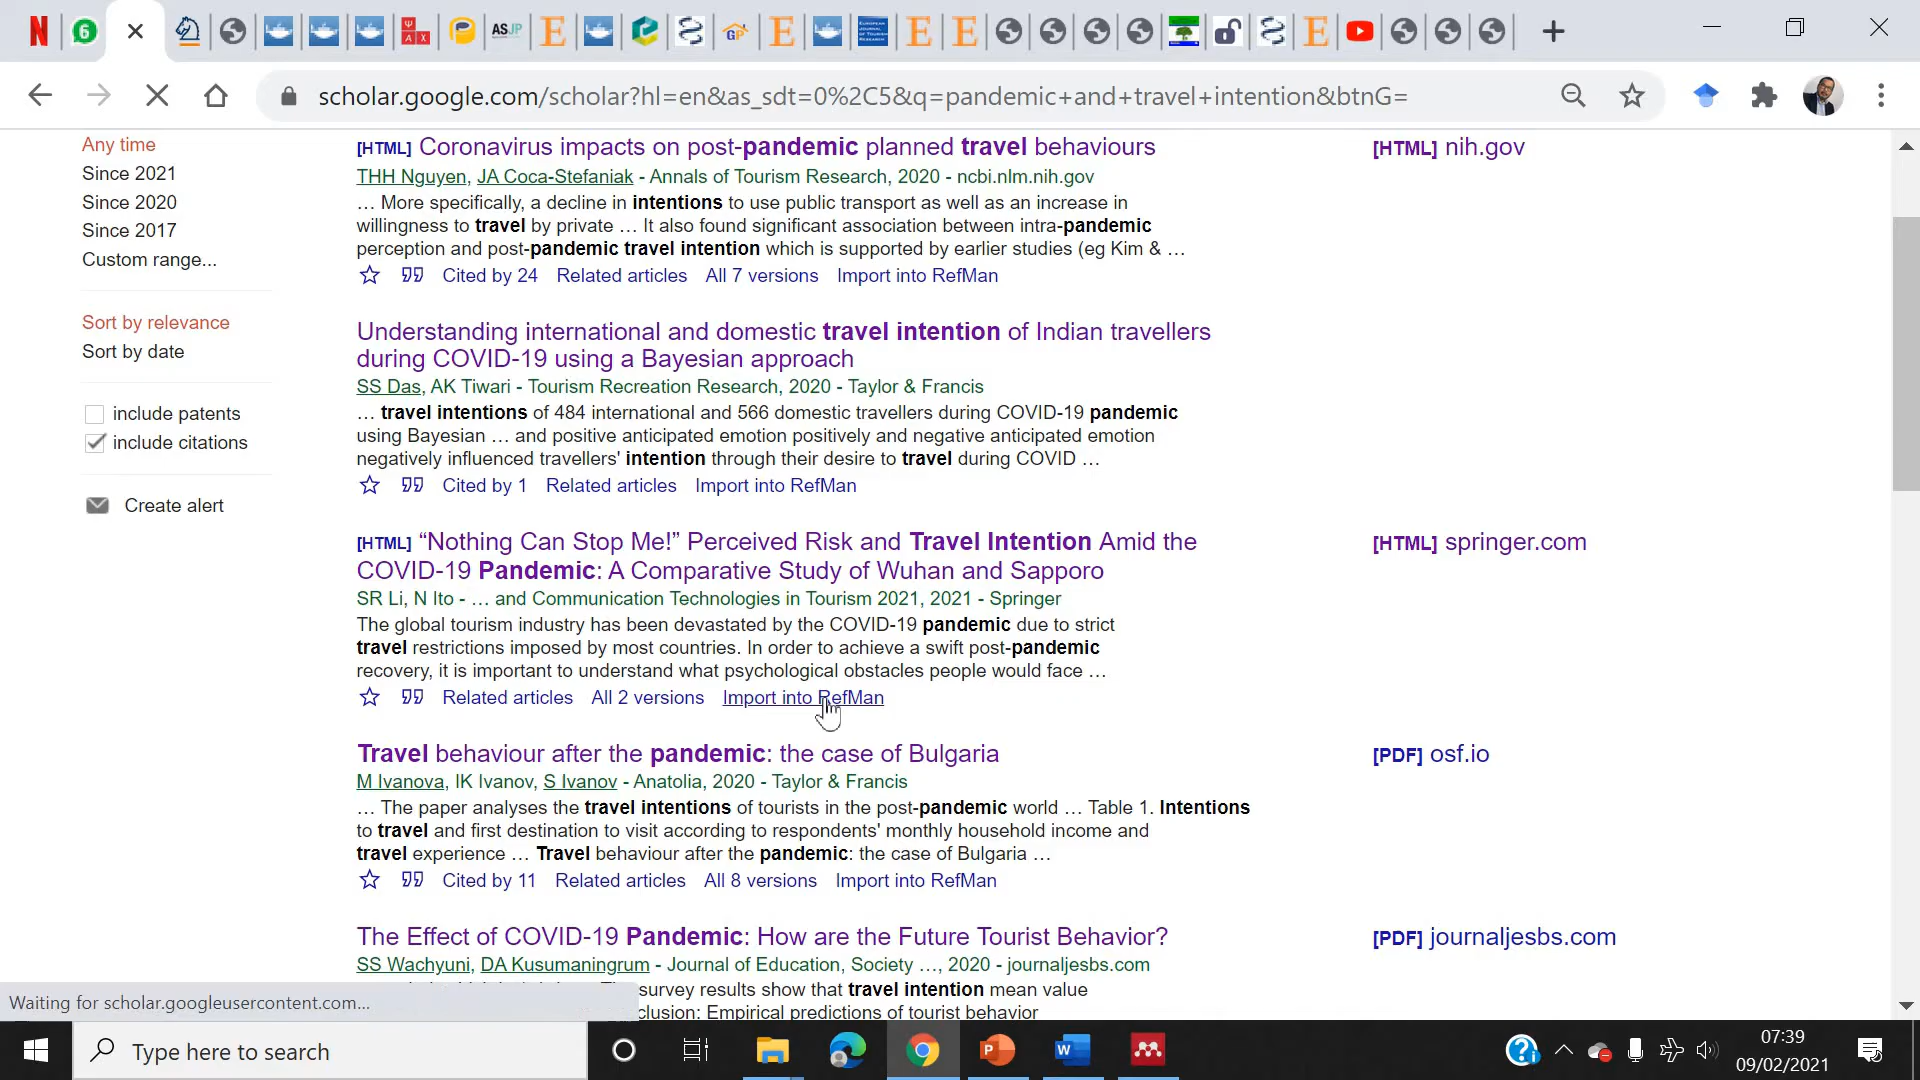 scholar.google.com/scholar?hl=en&as_sdt=0%2C5&q=pandemic+and+travel+intention&btnG=
Any time
Since 2021
Since 2020
Since 2017
Custom range...
Sort by relevance
Sort by date
include patents
include citations
Create alert
[HTML] Coronavirus impacts on post-pandemic planned travel behaviours
[HTML] nih.gov
THH Nguyen, JA Coca-Stefaniak - Annals of Tourism Research, 2020 - ncbi.nlm.nih.gov
… More specifically, a decline in intentions to use public transport as well as an increase in
willingness to travel by private … It also found significant association between intra-pandemic
perception and post-pandemic travel intention which is supported by earlier studies (eg Kim & …
Cited by 24 Related articles All 7 versions Import into RefMan
Understanding international and domestic travel intention of Indian travellers
during COVID-19 using a Bayesian approach
SS Das, AK Tiwari - Tourism Recreation Research, 2020 - Taylor & Francis
… travel intentions of 484 international and 566 domestic travellers during COVID-19 pandemic
using Bayesian … and positive anticipated emotion positively and negative anticipated emotion
negatively influenced travellers' intention through their desire to travel during COVID …
Cited by 1 Related articles Import into RefMan
[HTML] “Nothing Can Stop Me!” Perceived Risk and Travel Intention Amid the
COVID-19 Pandemic: A Comparative Study of Wuhan and Sapporo
[HTML] springer.com
SR Li, N Ito - … and Communication Technologies in Tourism 2021, 2021 - Springer
The global tourism industry has been devastated by the COVID-19 pandemic due to strict
travel restrictions imposed by most countries. In order to achieve a swift post-pandemic
recovery, it is important to understand what psychological obstacles people would face …
Related articles All 2 versions Import into RefMan
Travel behaviour after the pandemic: the case of Bulgaria
[PDF] osf.io
M Ivanova, IK Ivanov, S Ivanov - Anatolia, 2020 - Taylor & Francis
… The paper analyses the travel intentions of tourists in the post-pandemic world … Table 1. Intentions
to travel and first destination to visit according to respondents' monthly household income and
travel experience … Travel behaviour after the pandemic: the case of Bulgaria …
Cited by 11 Related articles All 8 versions Import into RefMan
The Effect of COVID-19 Pandemic: How are the Future Tourist Behavior?
[PDF] journaljesbs.com
SS Wachyuni, DA Kusumaningrum - Journal of Education, Society …, 2020 - journaljesbs.com
survey results show that travel intention mean value
clusion: Empirical predictions of tourist behavior
Waiting for scholar.googleusercontent.com...
Type here to search
07:39
09/02/2021